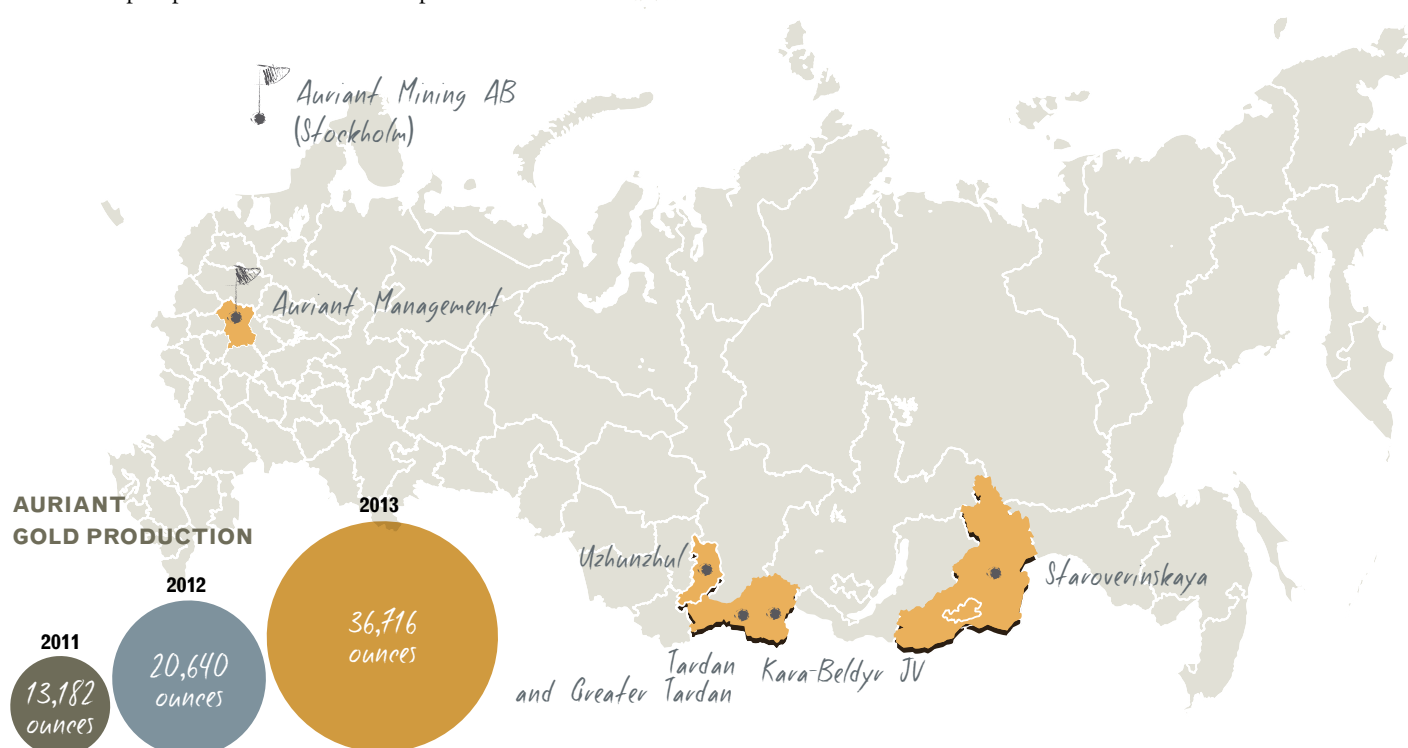 Auriant Mining AB
(Stockholm)
Auriant Management
AURIANT
GOLD PRODUCTION
2013
36,716
ounces
2012
20,640
ounces
2011
13,182
ounces
Uzhunzhul
Staroverinskaya
Tardan
and Greater Tardan
Kara-Beldyr JV